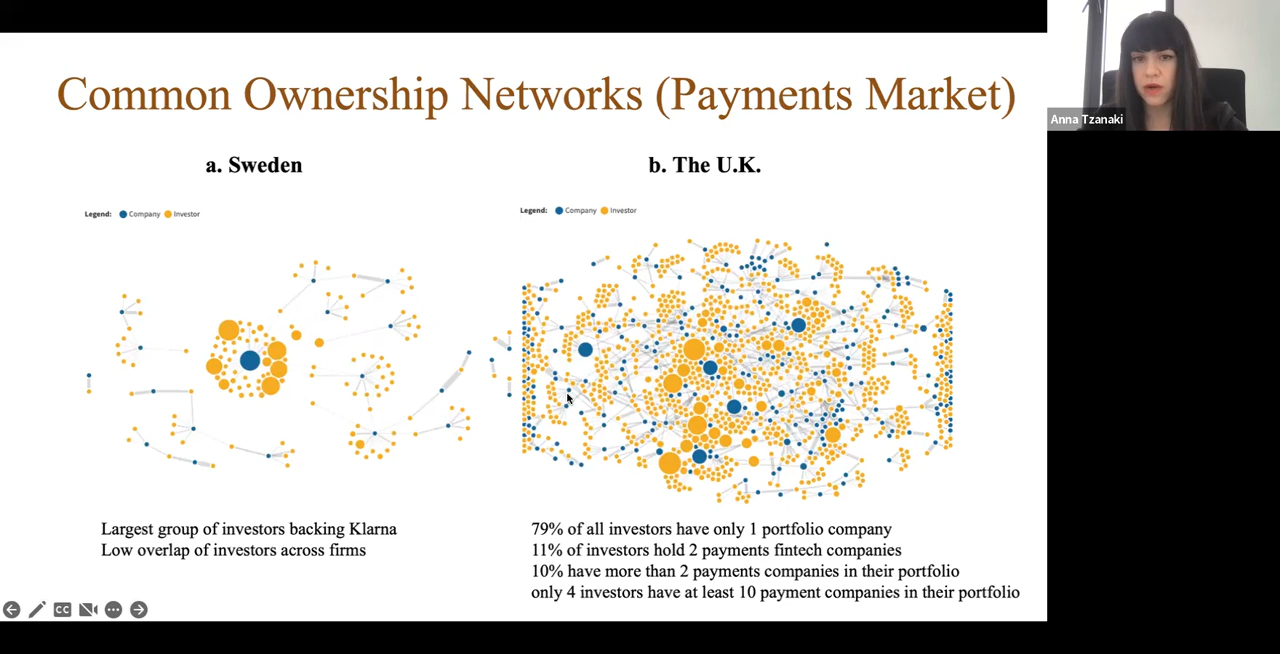 Common Ownership Networks (Payments Market)
Anna Tzanaki
a. Sweden
b. The U.K.
Legend: Company Investor
Legend: Company Investor
Largest group of investors backing Klarna
Low overlap of investors across firms
79% of all investors have only 1 portfolio company
11% of investors hold 2 payments fintech companies
10% have more than 2 payments companies in their portfolio
only 4 investors have at least 10 payment companies in their portfolio
CC